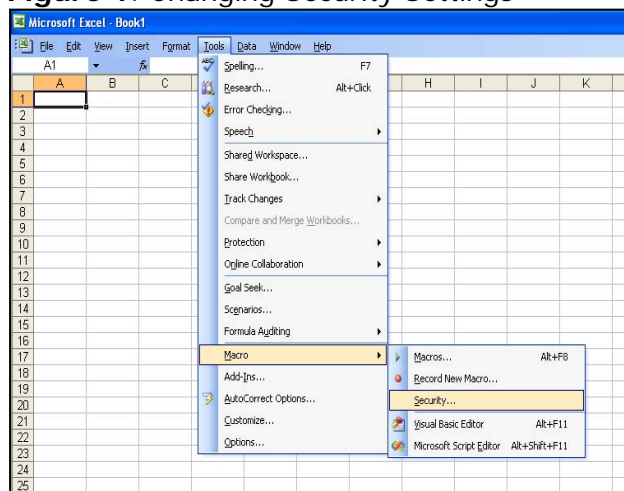 Figure 1: Changing Security Settings
Microsoft Excel - Book1
File Edit View Insert Format Tools Data Window Help
A1 fx
A B C H I J K
Spelling... F7
Research... Alt+Click
Error Checking...
Speech
Shared Workspace...
Share Workbook...
Track Changes
Compare and Merge Workbooks...
Protection
Online Collaboration
Goal Seek...
Scenarios...
Formula Auditing
Macro
Add-Ins...
AutoCorrect Options...
Customize...
Options...
Macros... Alt+F8
Record New Macro...
Security...
Visual Basic Editor Alt+F11
Microsoft Script Editor Alt+Shift+F11
1
2
3
4
5
6
7
8
9
10
11
12
13
14
15
16
17
18
19
20
21
22
23
24
25